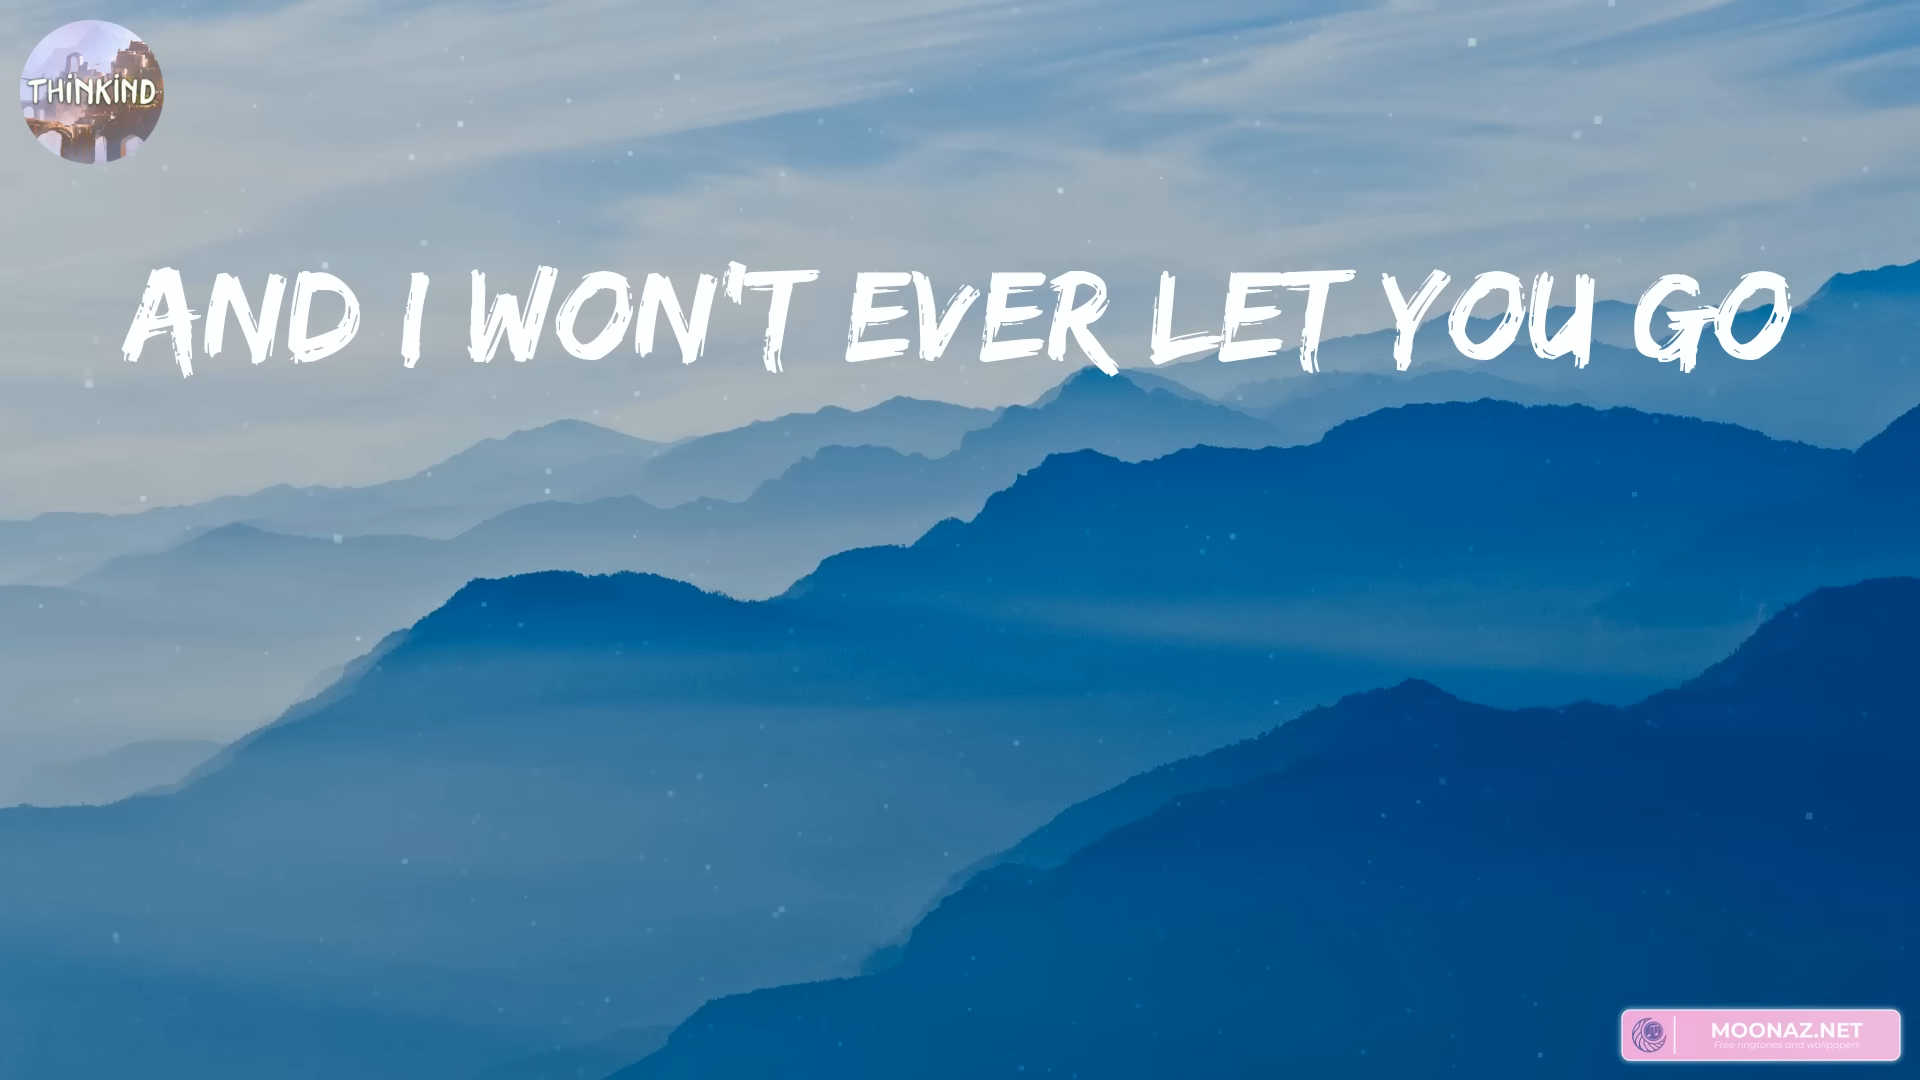 THiNKiND
AND I WON'T EVER LET YOU GO
MOONAZ.NET
Free ringtones and wallpapers